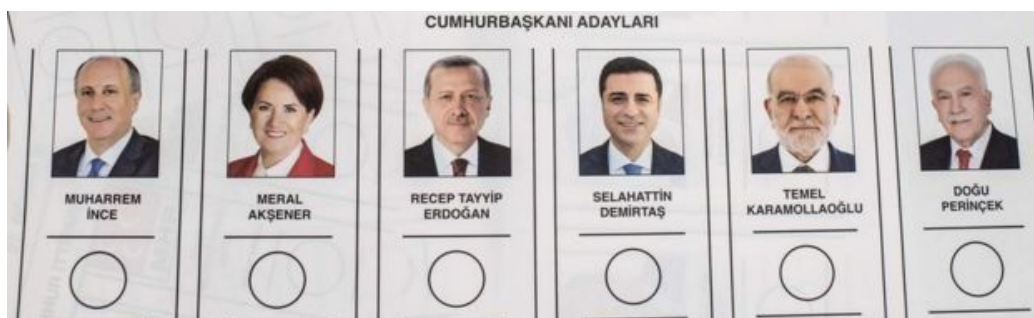 CUMHURBAŞKANI ADAYLARI
MUHARREM
İNCE
MERAL
AKŞENER
RECEP TAYYİP
ERDOĞAN
SELAHATTİN
DEMİRTAŞ
TEMEL
KARAMOLLAOĞLU
DOĞU
PERİNÇEK